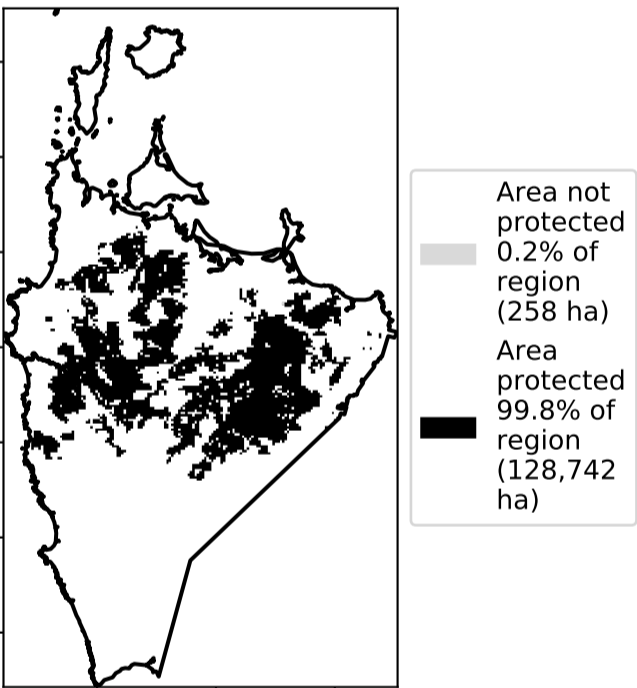 Area not
protected
0.2% of
region
(258 ha)
Area
protected
99.8% of
region
(128,742
ha)